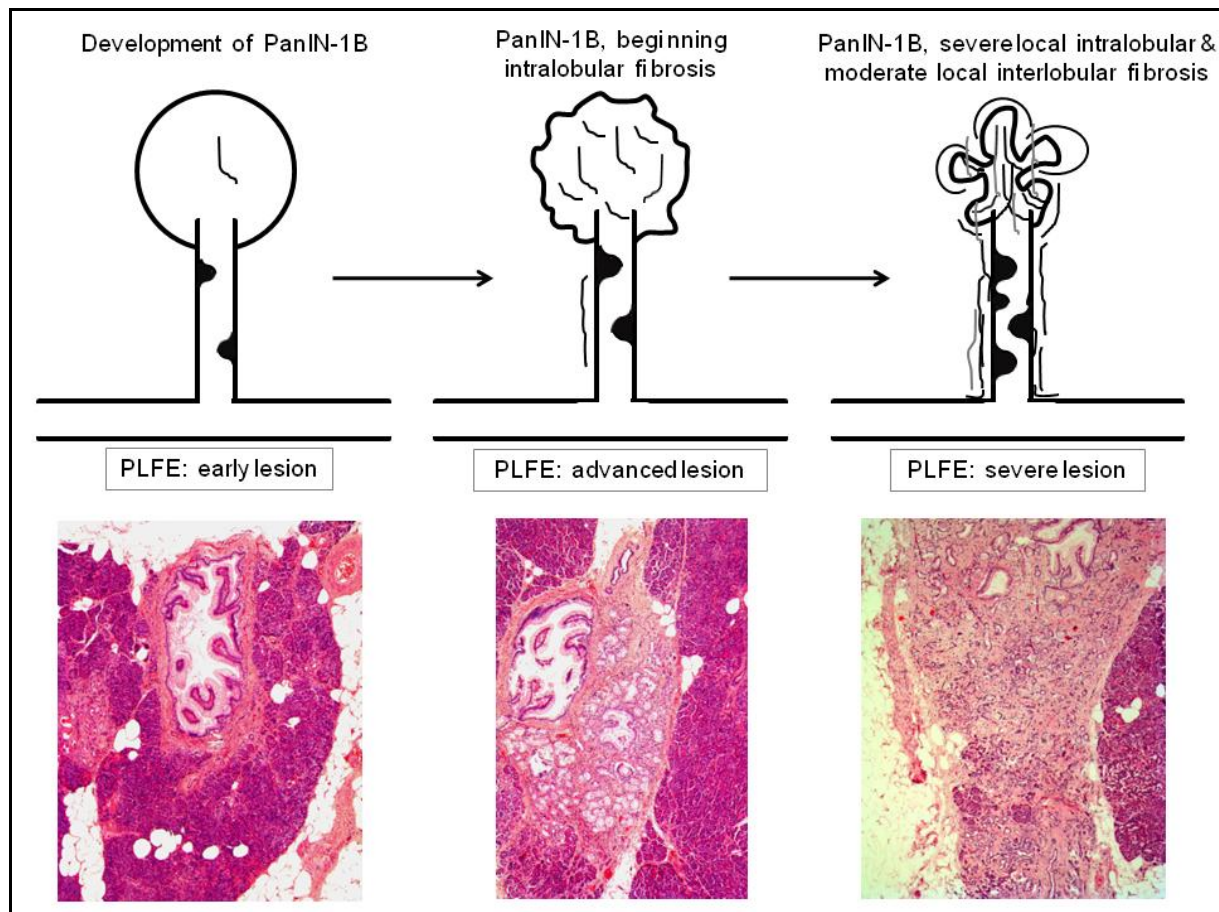 Development of PanIN-1B
PanIN-1B, beginning
intralobular fibrosis
PanIN-1B, severe local intralobular &
moderate local interlobular fibrosis
PLFE: early lesion
PLFE: advanced lesion
PLFE: severe lesion